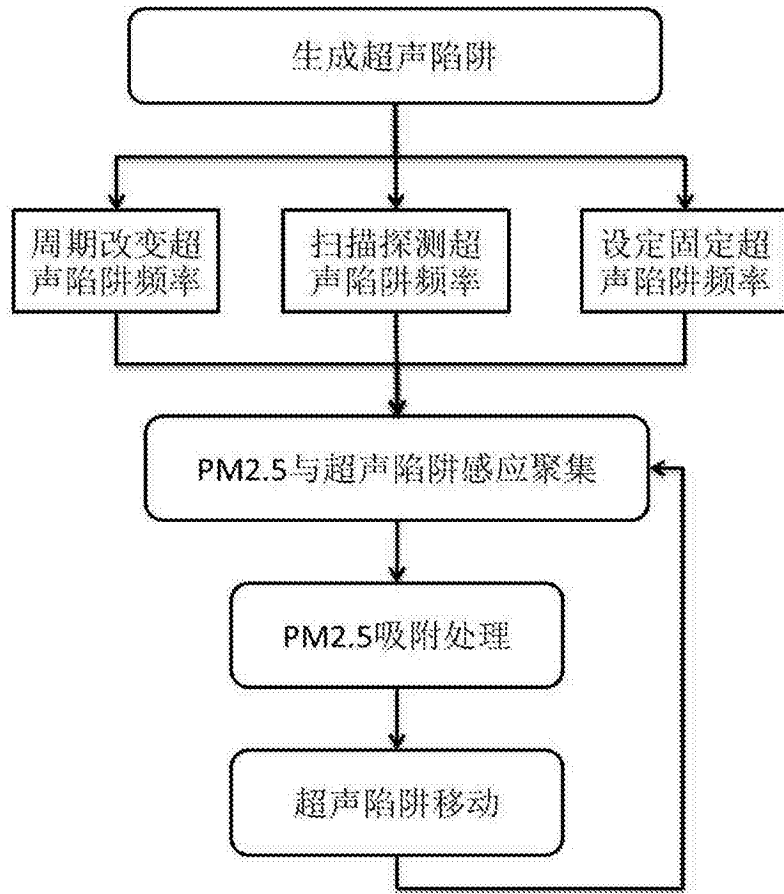 生成超声陷阱
周期改变超
声陷阱频率
扫描探测超
声陷阱频率
设定固定超
声陷阱频率
PM2.5与超声陷阱感应聚集
PM2.5吸附处理
超声陷阱移动